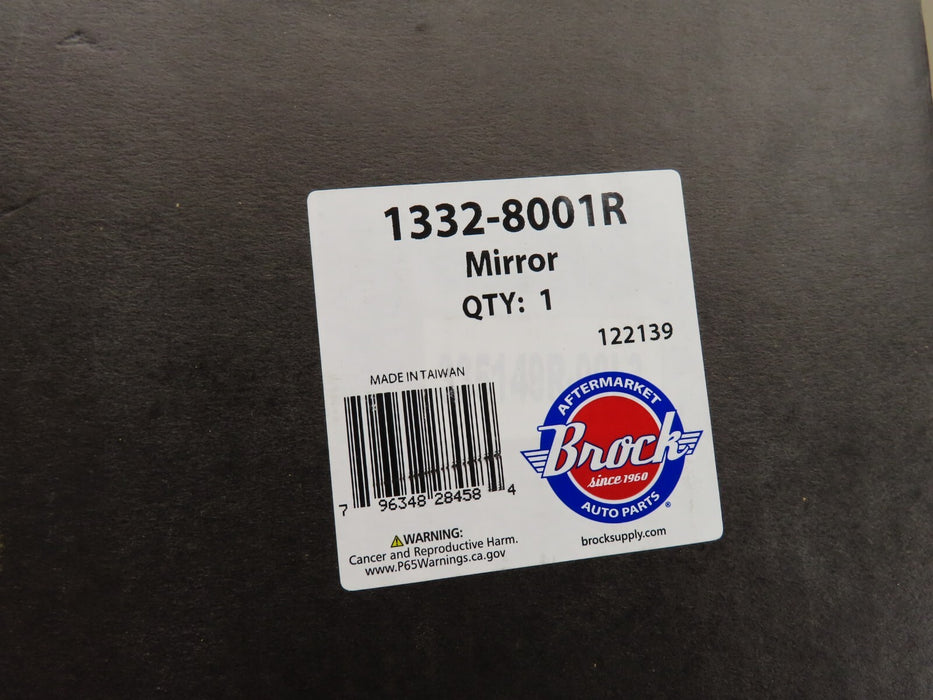 1332-8001R
Mirror
QTY: 1
122139
MADE IN TAIWAN
7 96348 28458 4
⚠WARNING:
Cancer and Reproductive Harm.
www.P65Warnings.ca.gov
AFTERMARKET
Brock
since 1960
AUTO PARTS
®
brocksupply.com